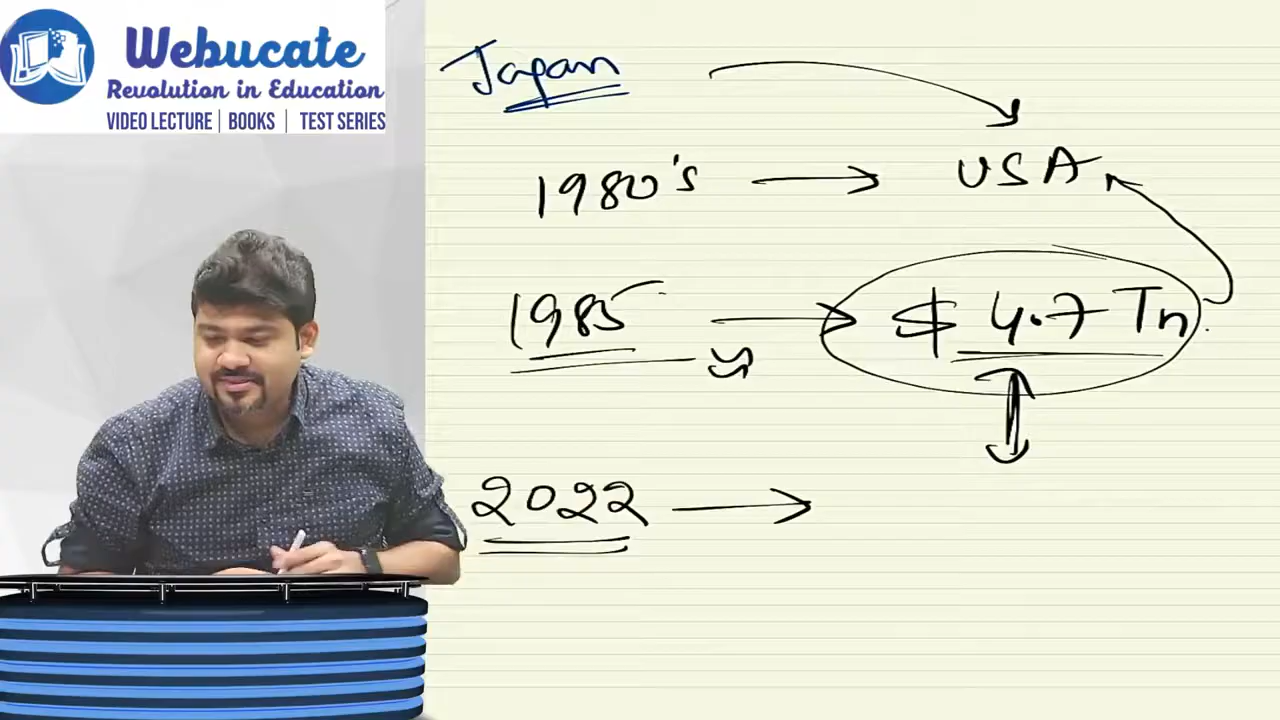 Webucate
Revolution in Education
VIDEO LECTURE | BOOKS | TEST SERIES
Japan
1980's → USA
1985 → $ 4.7 Tn
2022 →